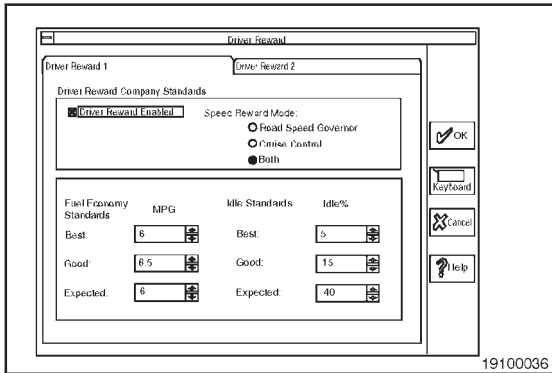 Driver Reward
Driver Reward 1
Driver Reward 2
Driver Reward Company Standards
Driver Reward Enabled
Speed Reward Mode:
Road Speed Governor
Cruise Control
Both
Fuel Economy Standards MPG Idle Standards Idle%
Best: 6 Best: 5
Good: 6.5 Good: 15
Expected: 6 Expected: 40
OK
Keyboard
Cancel
Help
19100036